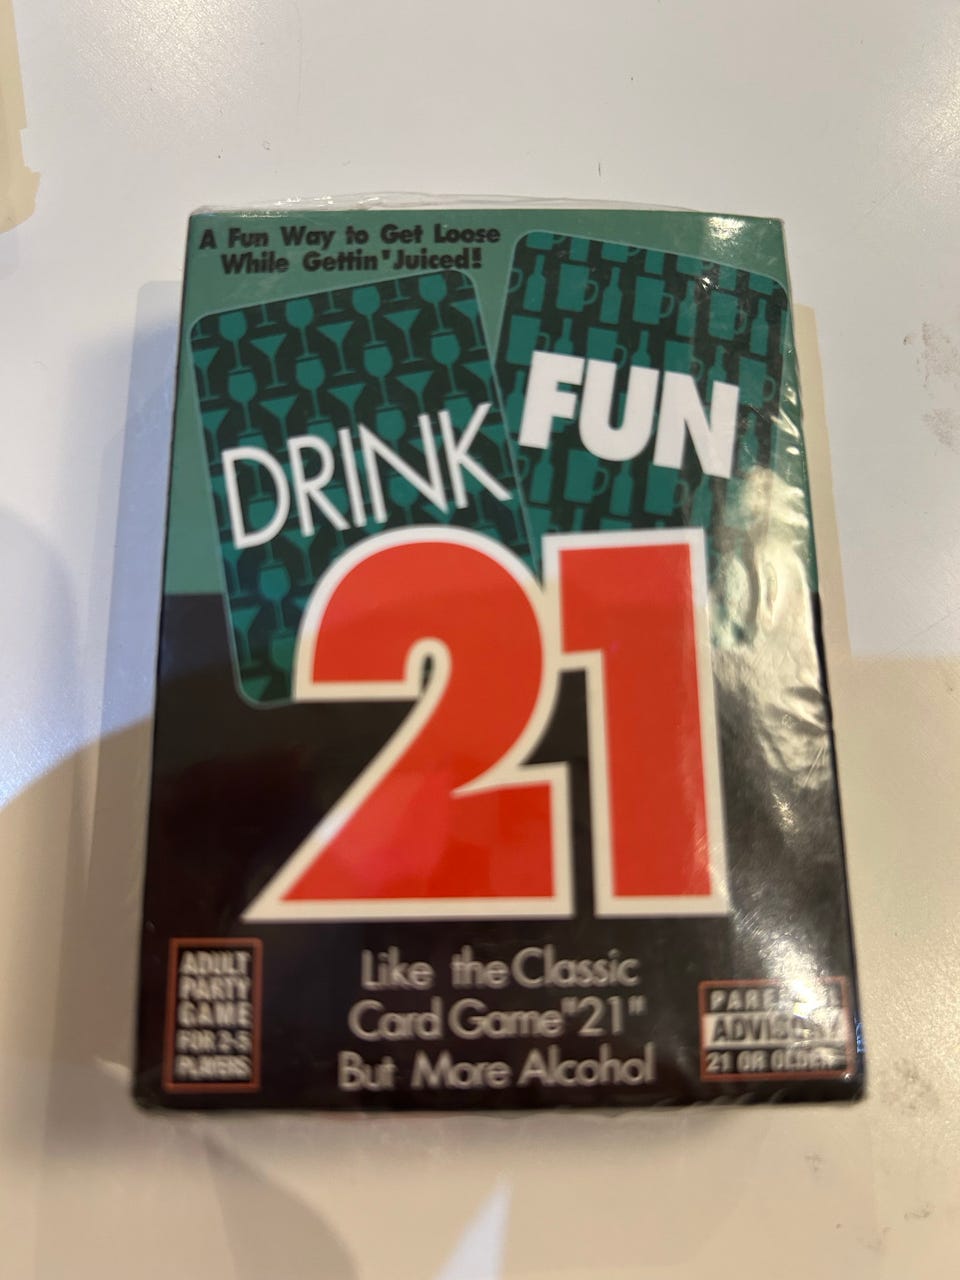 A Fun Way to Get Loose
While Gettin' Juiced!
DRINK FUN
21
Like the Classic
Card Game "21"
But More Alcohol
ADULT
PARTY
GAME
FOR 2-5
PLAYERS
ADVISORY
21 OR OLDER